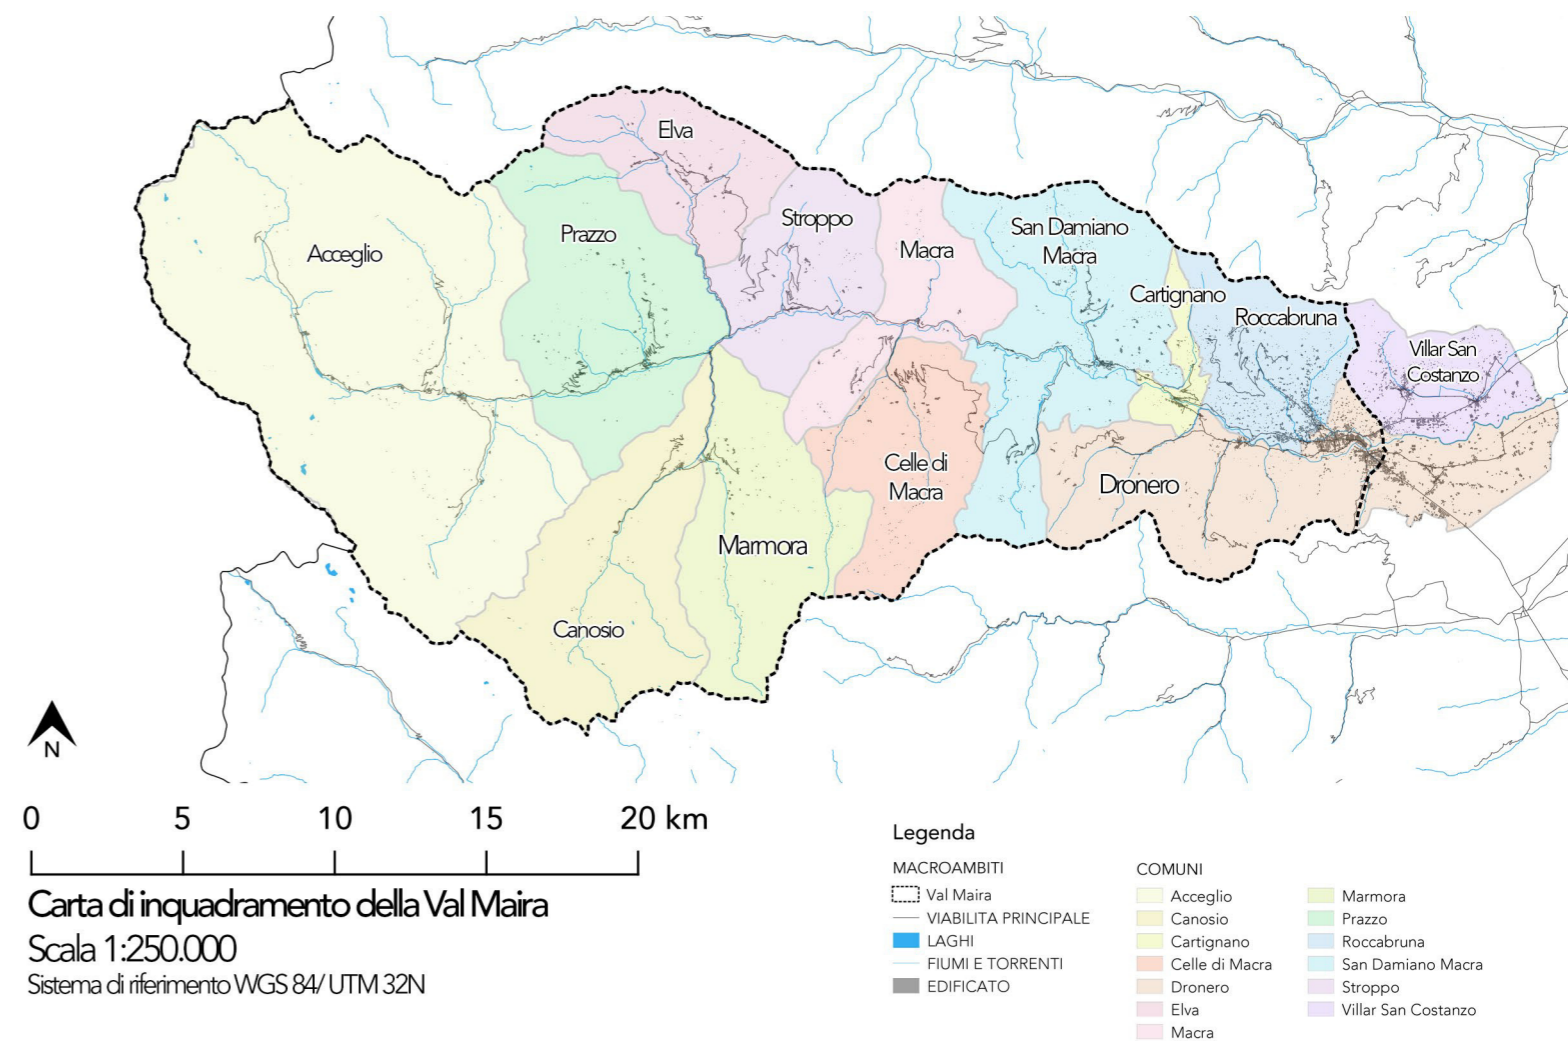 Elva
Stroppo
Prazzo
San Damiano
Macra
Macra
Acceglio
Cartignano
Roccabruna
Villar San
Costanzo
Celle di
Macra
Dronero
Marmora
Canosio
N
0 5 10 15 20 km
Carta di inquadramento della Val Maira
Scala 1:250.000
Sistema di riferimento WGS 84/ UTM 32N
Legenda
MACROAMBITI
Val Maira
VIABILITA PRINCIPALE
LAGHI
FIUMI E TORRENTI
EDIFICATO
COMUNI
Acceglio
Canosio
Cartignano
Celle di Macra
Dronero
Elva
Macra
Marmora
Prazzo
Roccabruna
San Damiano Macra
Stroppo
Villar San Costanzo